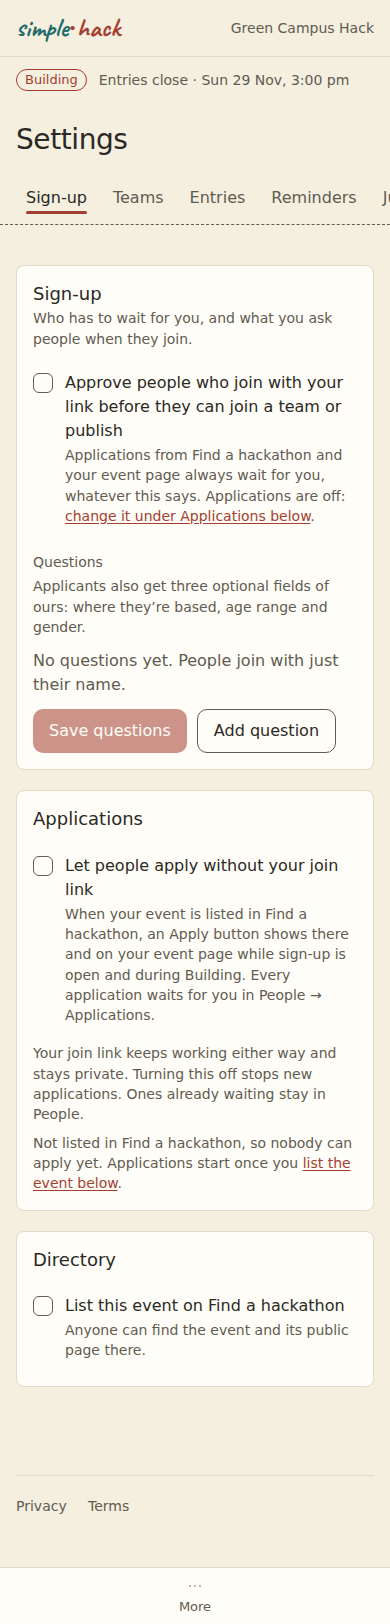 simple·hack
Green Campus Hack
Building
Entries close · Sun 29 Nov, 3:00 pm
Settings
Sign-up
Teams
Entries
Reminders
Sign-up
Who has to wait for you, and what you ask
people when they join.
Approve people who join with your
link before they can join a team or
publish
Applications from Find a hackathon and
your event page always wait for you,
whatever this says. Applications are off:
change it under Applications below.
Questions
Applicants also get three optional fields of
ours: where they’re based, age range and
gender.
No questions yet. People join with just
their name.
Save questions
Add question
Applications
Let people apply without your join
link
When your event is listed in Find a
hackathon, an Apply button shows there
and on your event page while sign-up is
open and during Building. Every
application waits for you in People →
Applications.
Your join link keeps working either way and
stays private. Turning this off stops new
applications. Ones already waiting stay in
People.
Not listed in Find a hackathon, so nobody can
apply yet. Applications start once you list the
event below.
Directory
List this event on Find a hackathon
Anyone can find the event and its public
page there.
Privacy
Terms
...
More